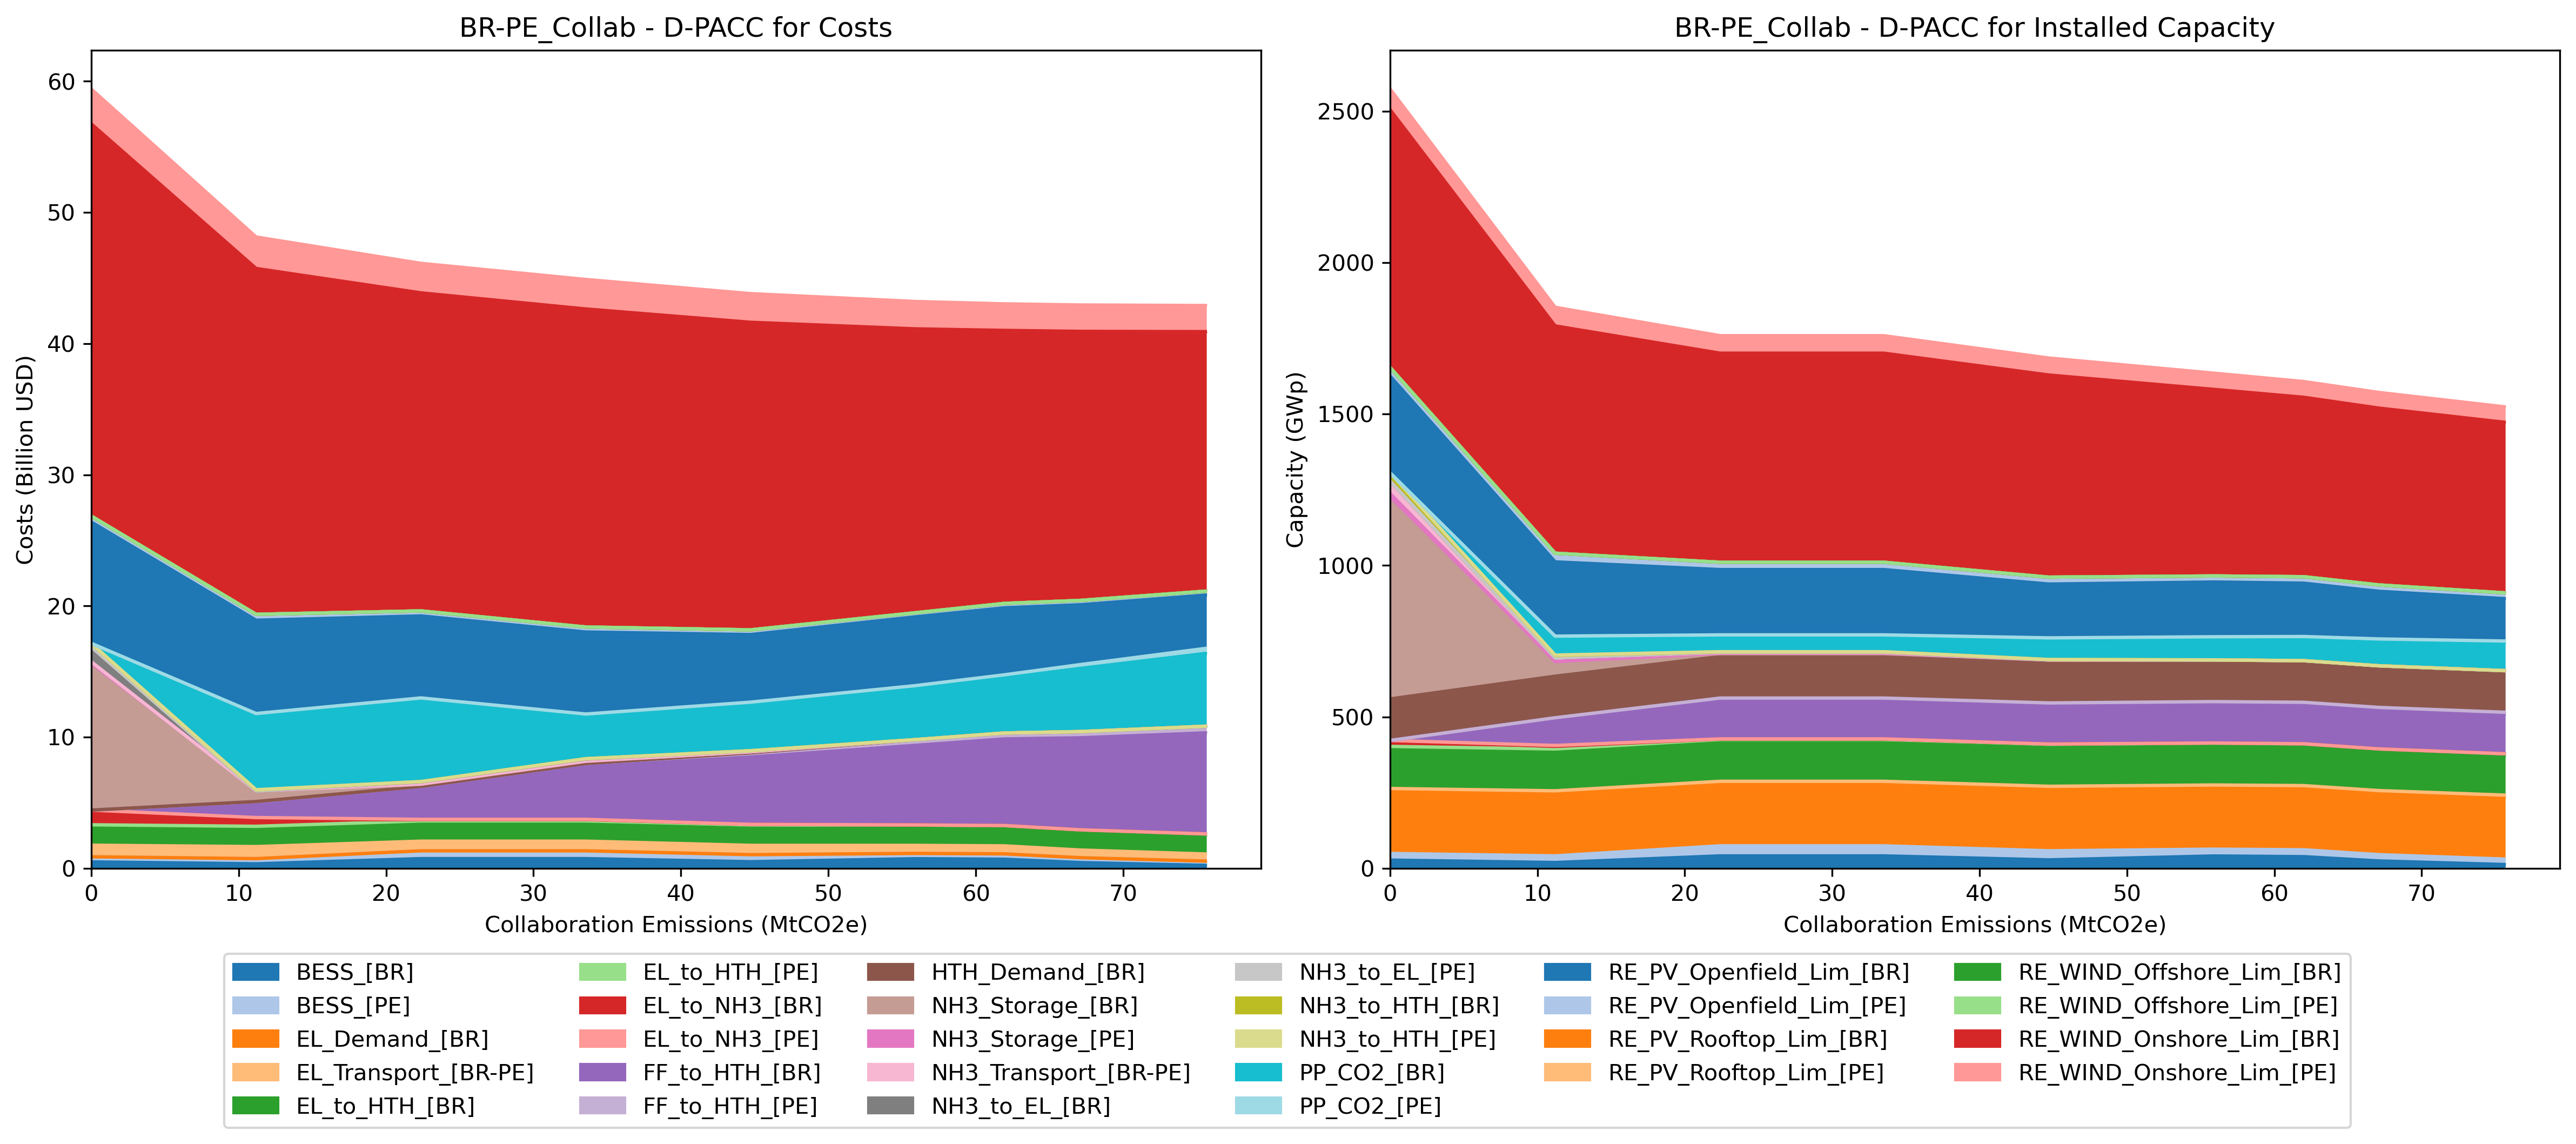 BR-PE_Collab - D-PACC for Costs
60
50
40
30
20
10
0
Costs (Billion USD)
0 10 20 30 40 50 60 70
Collaboration Emissions (MtCO2e)
BR-PE_Collab - D-PACC for Installed Capacity
2500
2000
1500
1000
500
0
Capacity (GWp)
0 10 20 30 40 50 60 70
Collaboration Emissions (MtCO2e)
BESS_[BR]
BESS_[PE]
EL_Demand_[BR]
EL_Transport_[BR-PE]
EL_to_HTH_[BR]
EL_to_HTH_[PE]
EL_to_NH3_[BR]
EL_to_NH3_[PE]
FF_to_HTH_[BR]
FF_to_HTH_[PE]
HTH_Demand_[BR]
NH3_Storage_[BR]
NH3_Storage_[PE]
NH3_Transport_[BR-PE]
NH3_to_EL_[BR]
NH3_to_EL_[PE]
NH3_to_HTH_[BR]
NH3_to_HTH_[PE]
PP_CO2_[BR]
PP_CO2_[PE]
RE_PV_Openfield_Lim_[BR]
RE_PV_Openfield_Lim_[PE]
RE_PV_Rooftop_Lim_[BR]
RE_PV_Rooftop_Lim_[PE]
RE_WIND_Offshore_Lim_[BR]
RE_WIND_Offshore_Lim_[PE]
RE_WIND_Onshore_Lim_[BR]
RE_WIND_Onshore_Lim_[PE]